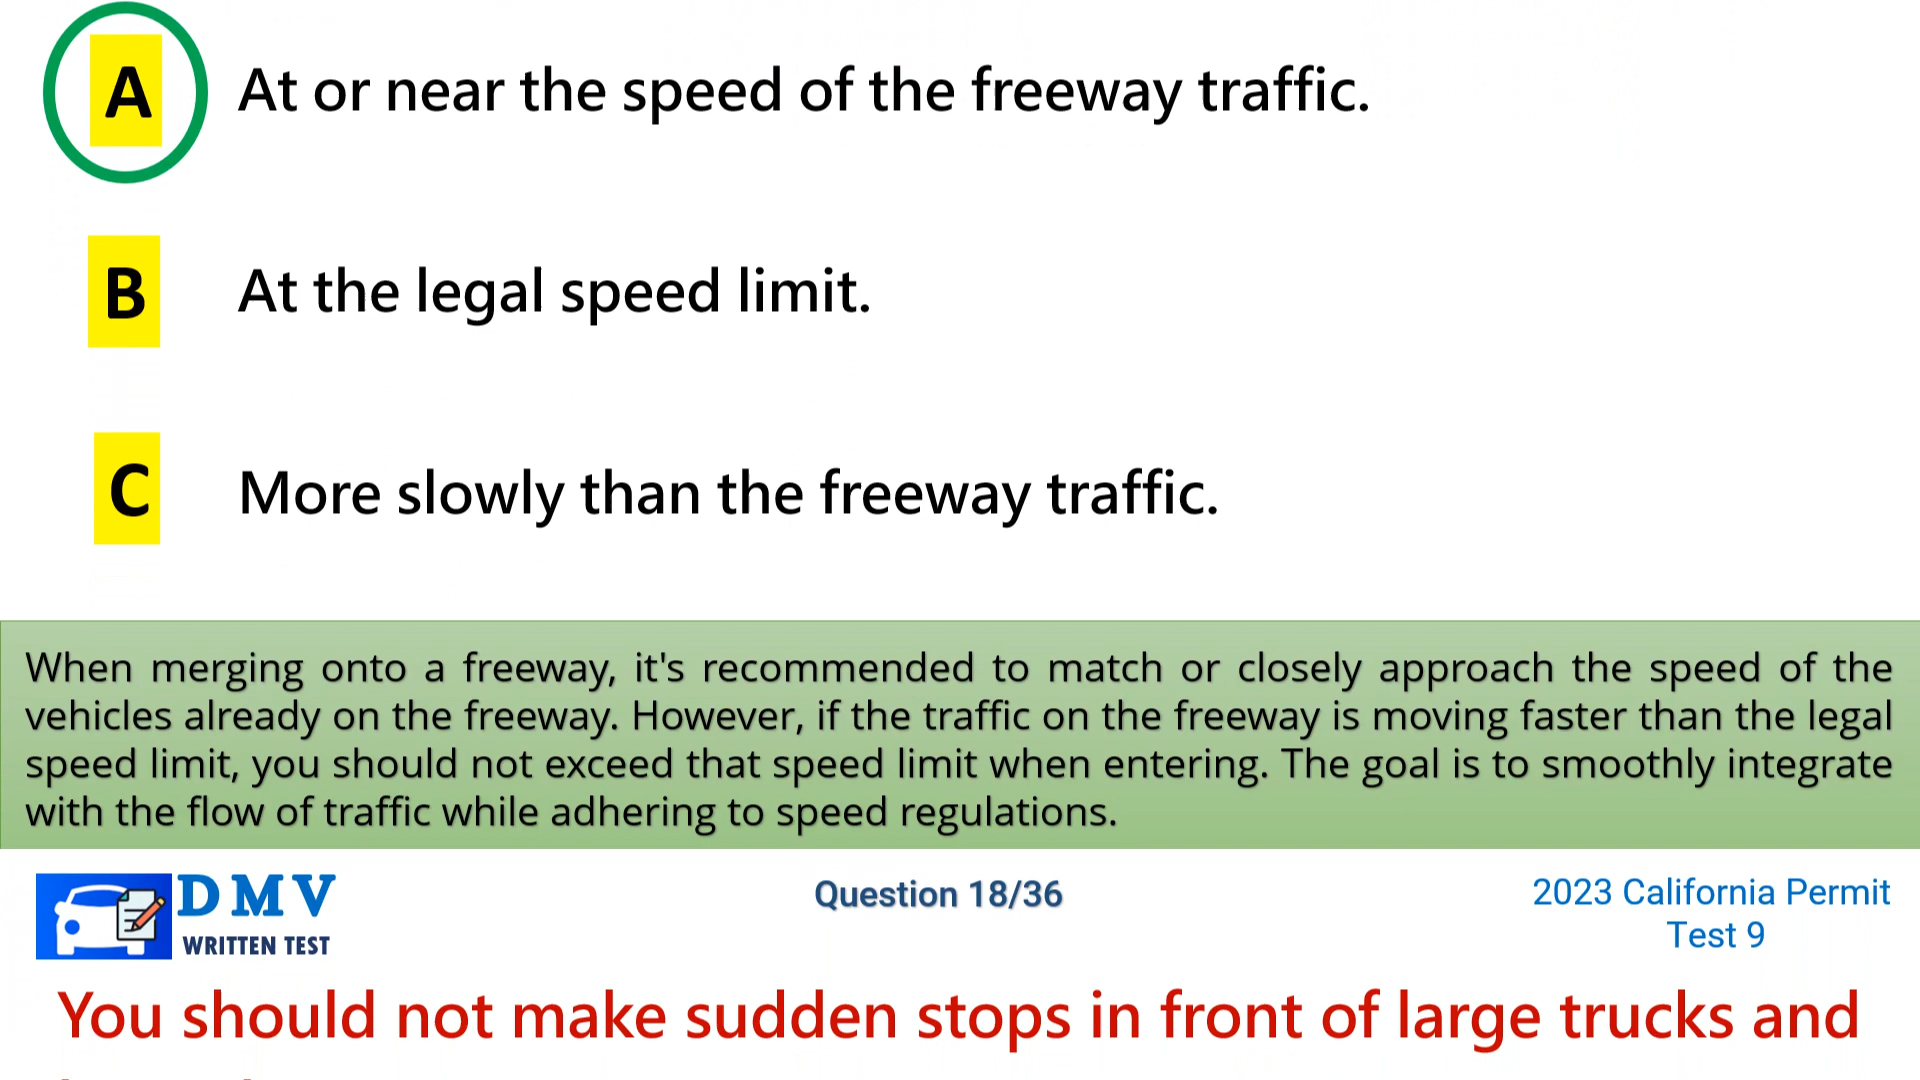 A At or near the speed of the freeway traffic.
B At the legal speed limit.
C More slowly than the freeway traffic.
When merging onto a freeway, it's recommended to match or closely approach the speed of the
vehicles already on the freeway. However, if the traffic on the freeway is moving faster than the legal
speed limit, you should not exceed that speed limit when entering. The goal is to smoothly integrate
with the flow of traffic while adhering to speed regulations.
DMV
WRITTEN TEST
Question 18/36
2023 California Permit
Test 9
You should not make sudden stops in front of large trucks and